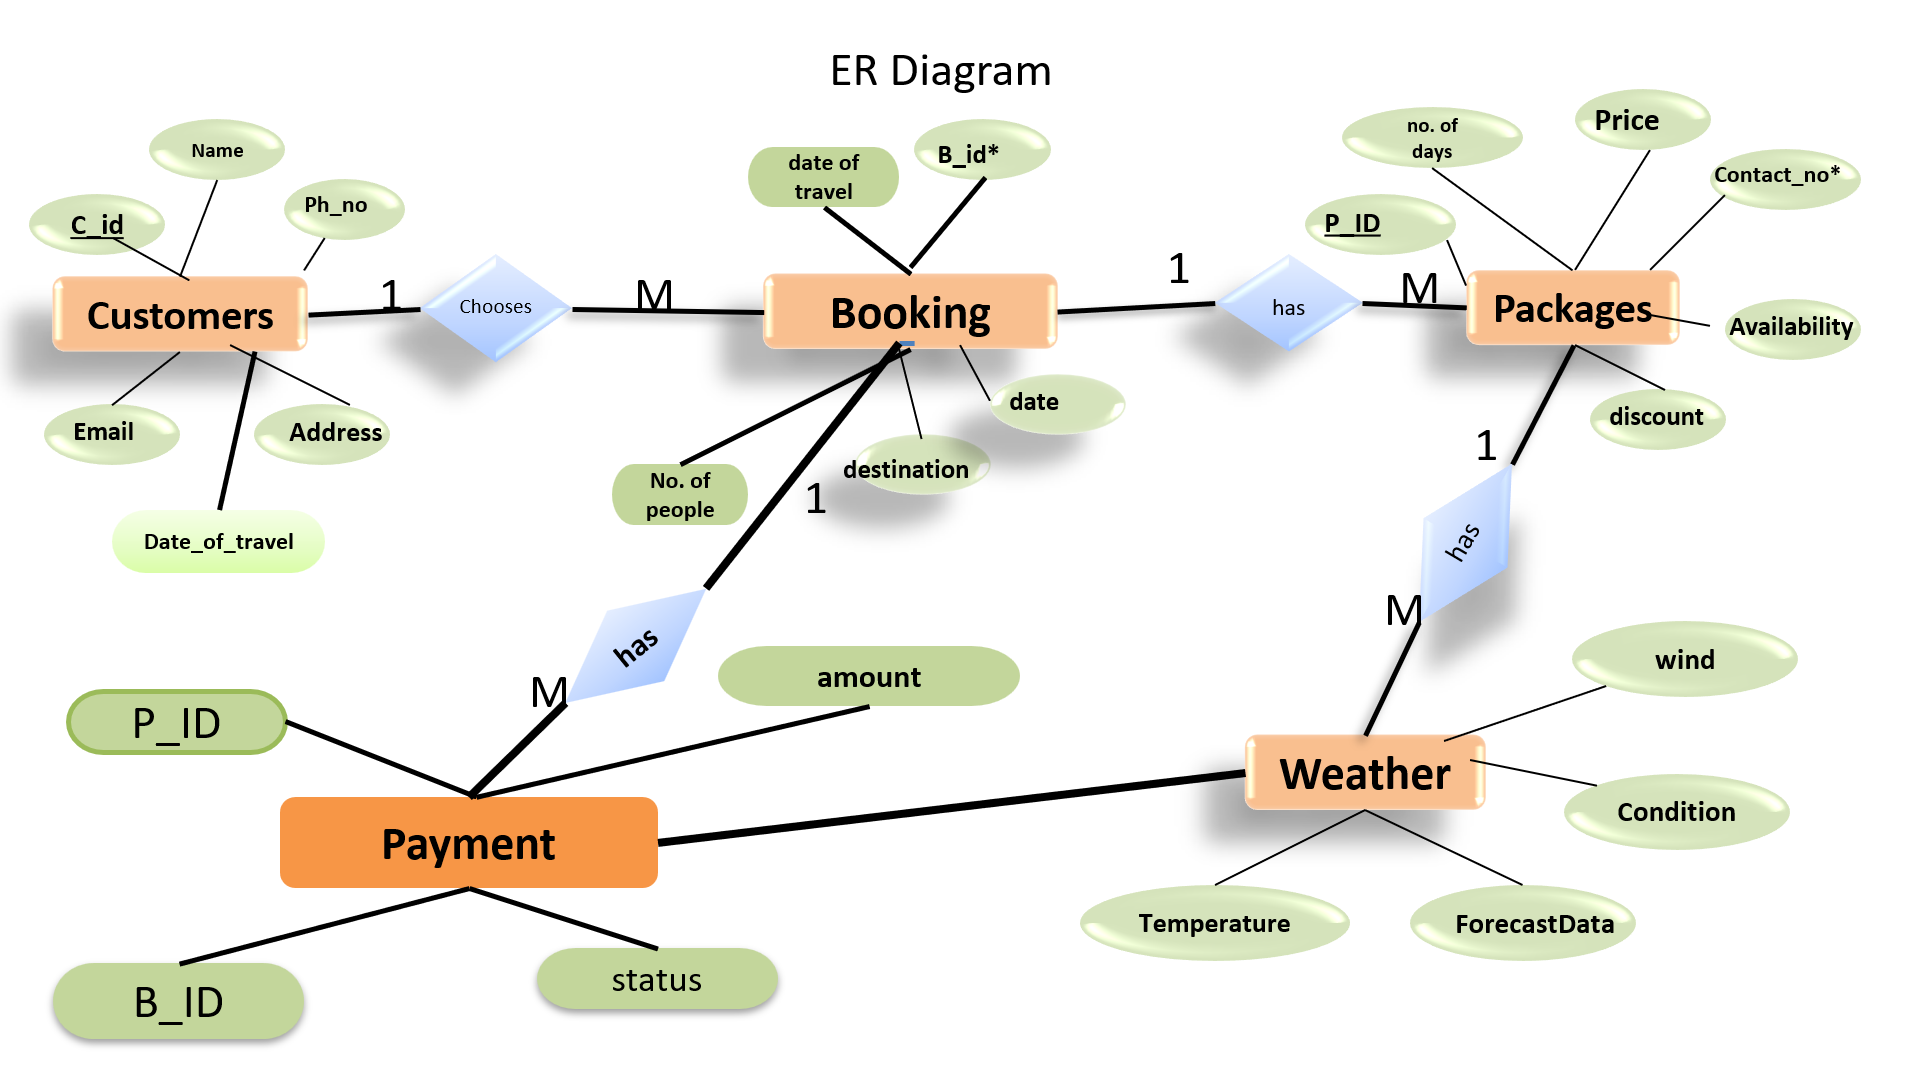 ER Diagram
Name
C_id
Ph_no
Customers
Email
Address
Date_of_travel
1
Chooses
M
date of
travel
B_id*
Booking
No. of
people
destination
date
1
has
M
no. of
days
Price
Contact_no*
P_ID
Packages
Availability
discount
1
has
M
1
has
M
P_ID
amount
Payment
B_ID
status
wind
Weather
Condition
Temperature
ForecastData